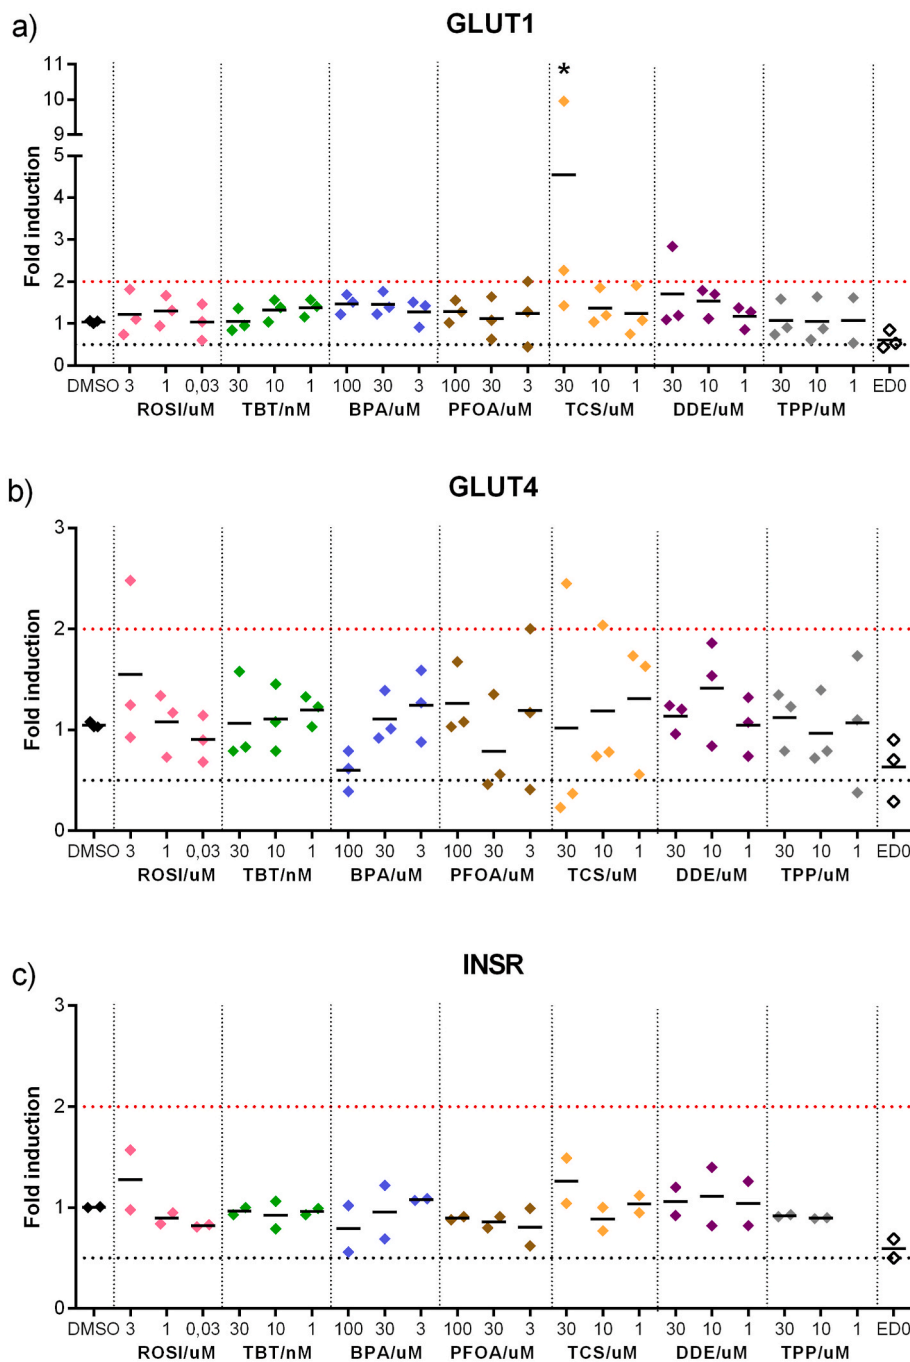 a)
GLUT1
11
10
9
5
4
3
2
1
0
Fold induction
*
DMSO 3 1 0,03 30 10 1 100 30 3 100 30 3 30 10 1 30 10 1 30 10 1 ED0
ROSI/uM TBT/nM BPA/uM PFOA/uM TCS/uM DDE/uM TPP/uM
b)
GLUT4
3
2
1
0
Fold induction
DMSO 3 1 0,03 30 10 1 100 30 3 100 30 3 30 10 1 30 10 1 30 10 1 ED0
ROSI/uM TBT/nM BPA/uM PFOA/uM TCS/uM DDE/uM TPP/uM
c)
INSR
3
2
1
0
Fold induction
DMSO 3 1 0,03 30 10 1 100 30 3 100 30 3 30 10 1 30 10 1 30 10 1 ED0
ROSI/uM TBT/nM BPA/uM PFOA/uM TCS/uM DDE/uM TPP/uM